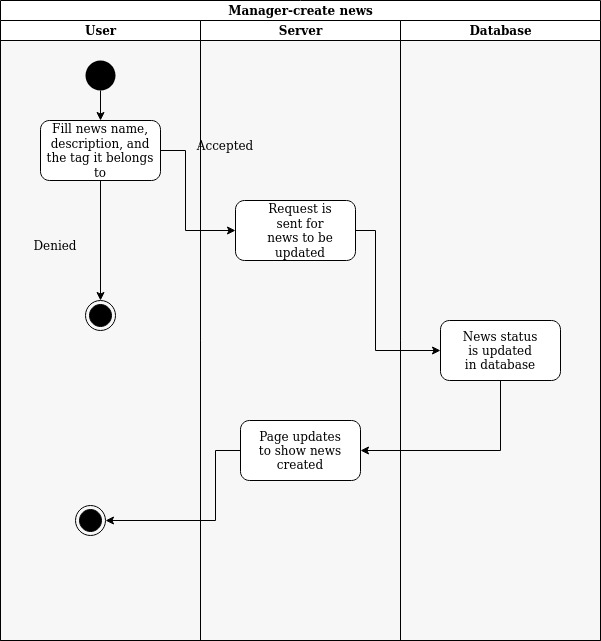 Manager-create news
User
Server
Database
Fill news name,
description, and
the tag it belongs
to
Accepted
Request is
sent for
news to be
updated
Denied
News status
is updated
in database
Page updates
to show news
created